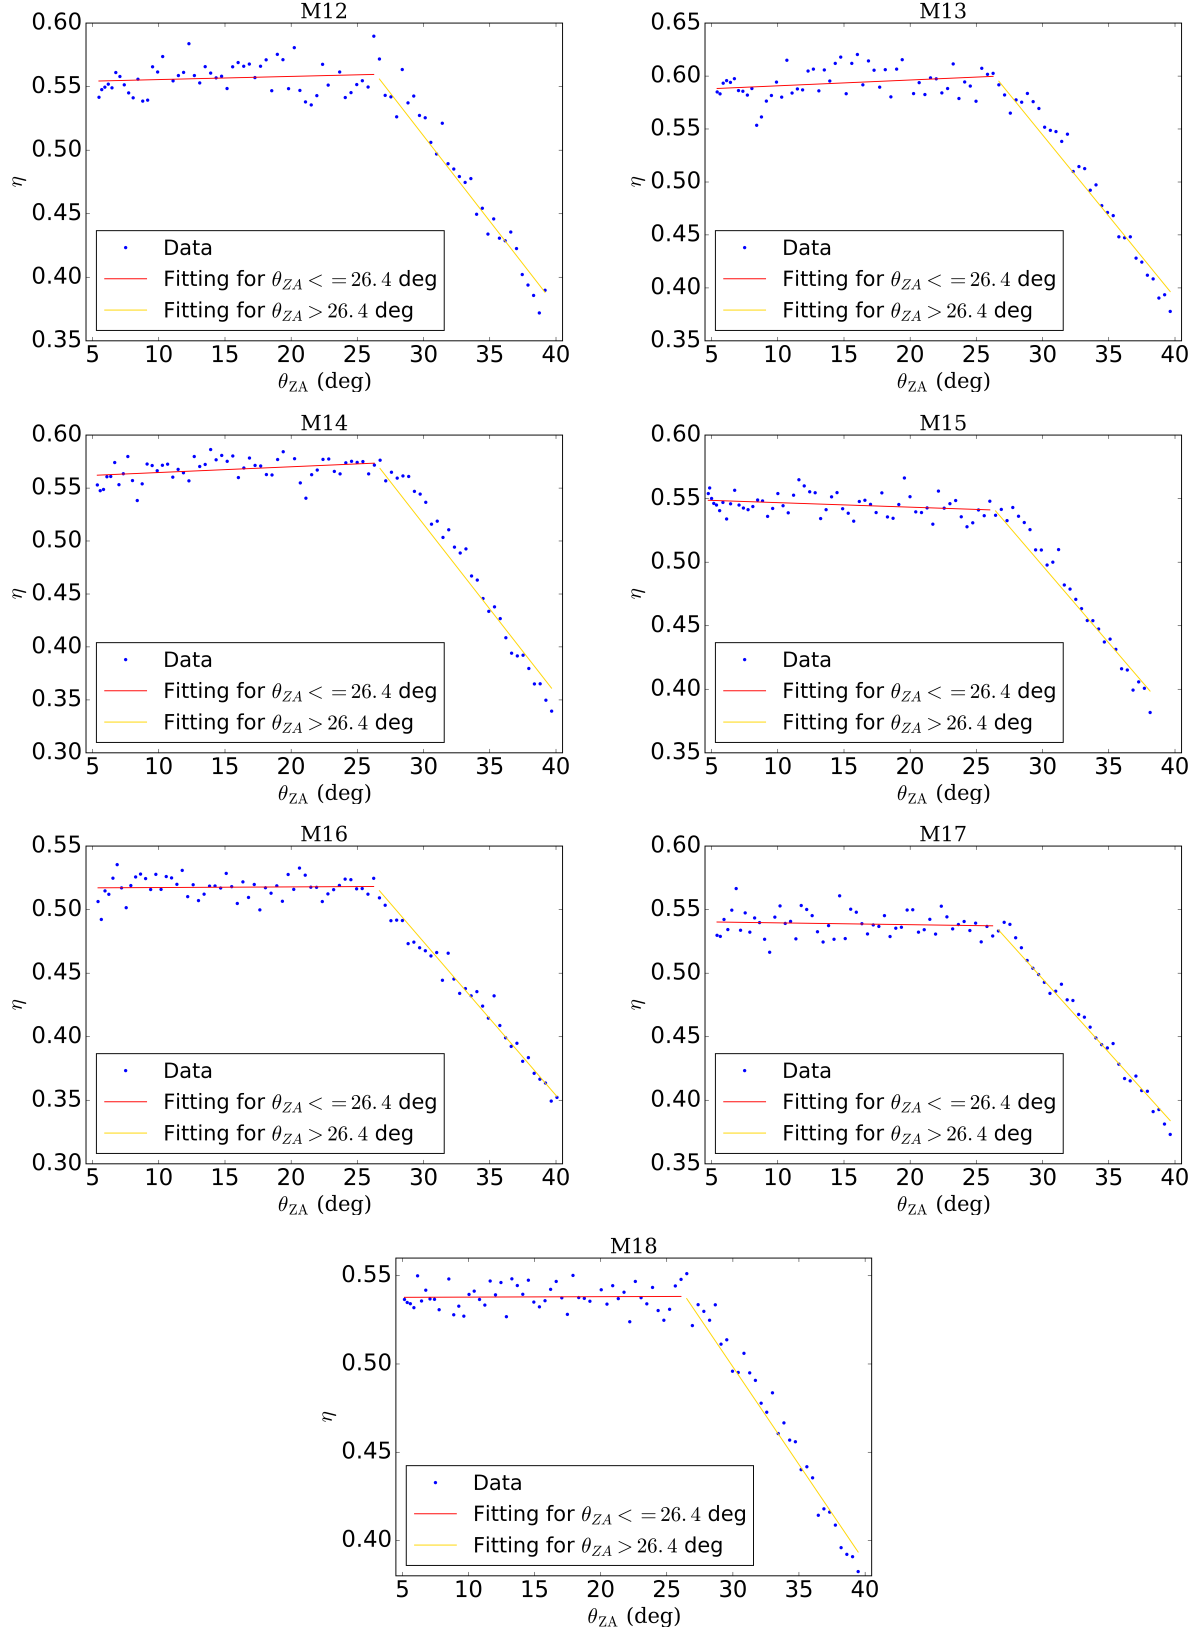 M12
0.60
0.55
0.50
0.45
0.40
0.35
η
Data
Fitting for θ_ZA <= 26.4 deg
Fitting for θ_ZA > 26.4 deg
5 10 15 20 25 30 35 40
θ_ZA (deg)
M13
0.65
0.60
0.55
0.50
0.45
0.40
0.35
η
Data
Fitting for θ_ZA <= 26.4 deg
Fitting for θ_ZA > 26.4 deg
5 10 15 20 25 30 35 40
θ_ZA (deg)
M14
0.60
0.55
0.50
0.45
0.40
0.35
0.30
η
Data
Fitting for θ_ZA <= 26.4 deg
Fitting for θ_ZA > 26.4 deg
5 10 15 20 25 30 35 40
θ_ZA (deg)
M15
0.60
0.55
0.50
0.45
0.40
0.35
η
Data
Fitting for θ_ZA <= 26.4 deg
Fitting for θ_ZA > 26.4 deg
5 10 15 20 25 30 35 40
θ_ZA (deg)
M16
0.55
0.50
0.45
0.40
0.35
0.30
η
Data
Fitting for θ_ZA <= 26.4 deg
Fitting for θ_ZA > 26.4 deg
5 10 15 20 25 30 35 40
θ_ZA (deg)
M17
0.60
0.55
0.50
0.45
0.40
0.35
η
Data
Fitting for θ_ZA <= 26.4 deg
Fitting for θ_ZA > 26.4 deg
5 10 15 20 25 30 35 40
θ_ZA (deg)
M18
0.55
0.50
0.45
0.40
η
Data
Fitting for θ_ZA <= 26.4 deg
Fitting for θ_ZA > 26.4 deg
5 10 15 20 25 30 35 40
θ_ZA (deg)